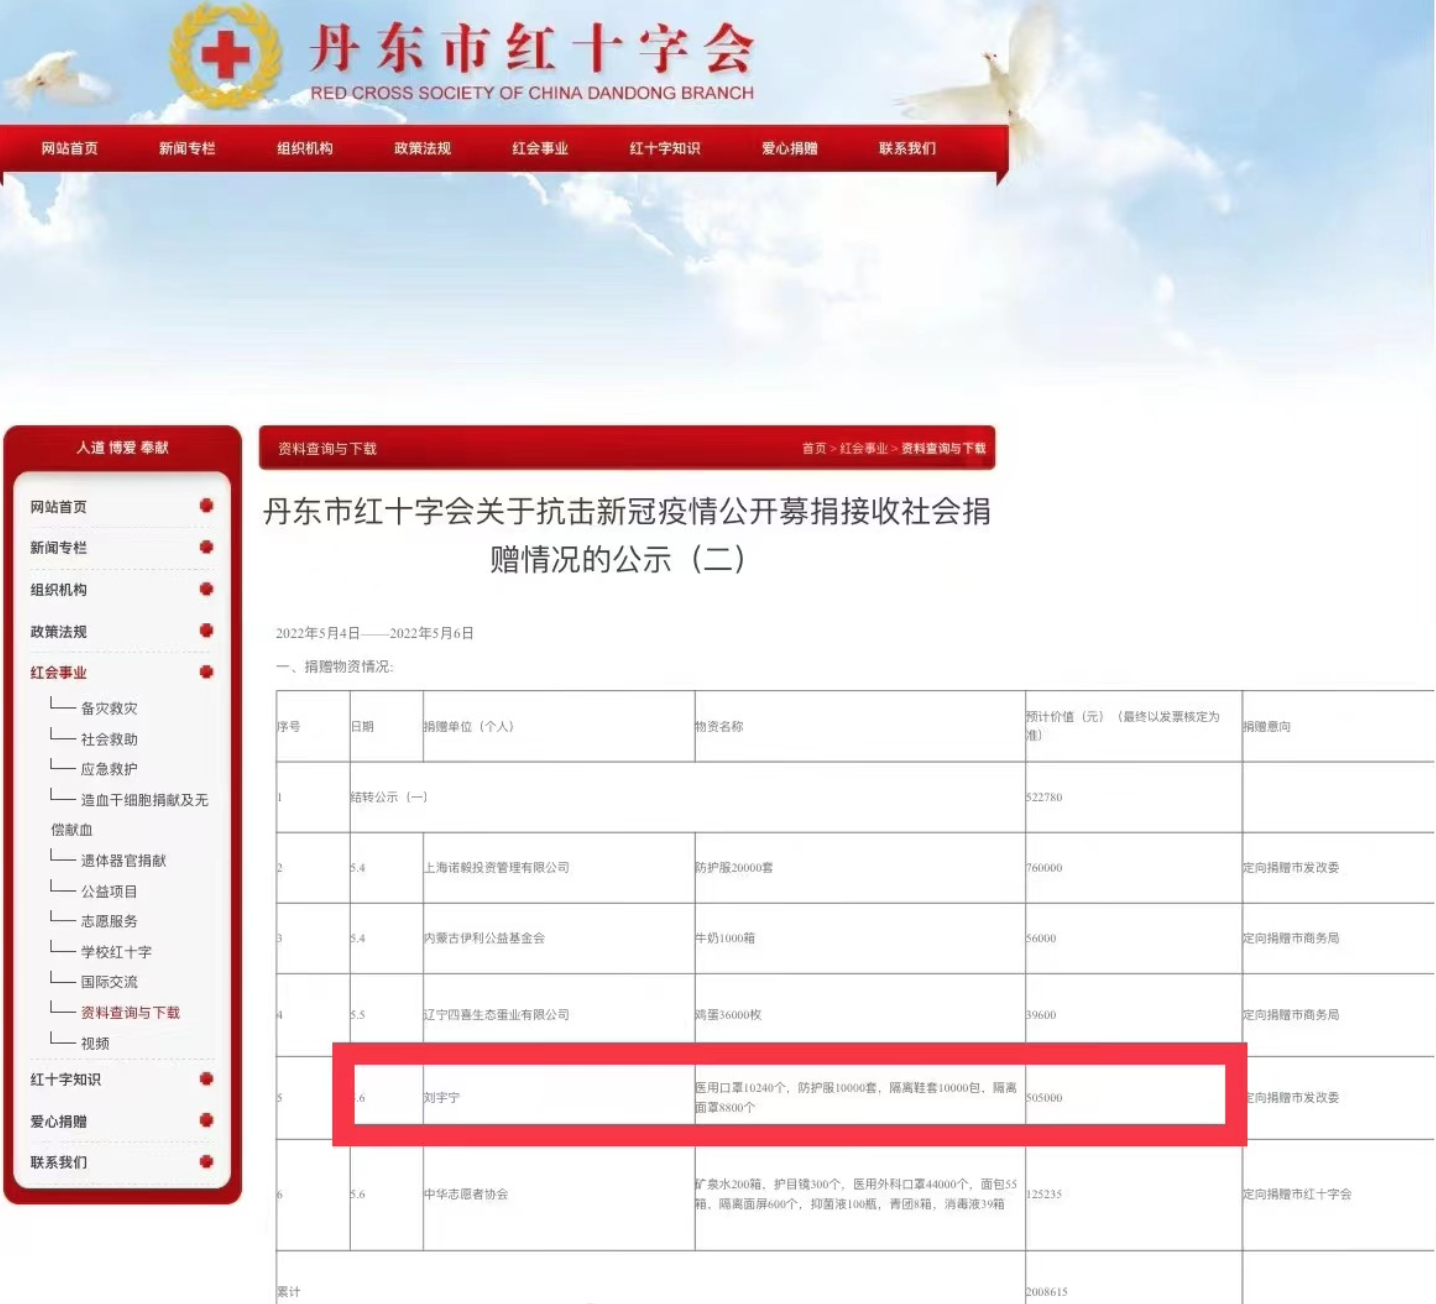 丹东市红十字会
RED CROSS SOCIETY OF CHINA DANDONG BRANCH
网站首页 新闻专栏 组织机构 政策法规 红会事业 红十字知识 爱心捐赠 联系我们
人道 博爱 奉献
网站首页
新闻专栏
组织机构
政策法规
红会事业
备灾救灾
社会救助
应急救护
造血干细胞捐献及无
偿献血
遗体器官捐献
公益项目
志愿服务
学校红十字
国际交流
资料查询与下载
视频
红十字知识
爱心捐赠
联系我们
资料查询与下载 首页 > 红会事业 > 资料查询与下载
丹东市红十字会关于抗击新冠疫情公开募捐接收社会捐
赠情况的公示（二）
2022年5月4日——2022年5月6日
一、捐赠物资情况:
序号 日期 捐赠单位（个人） 物资名称 预计价值（元）（最终以发票核定为
准） 捐赠意向
1 结转公示（一） 522780
2 5.4 上海诺毅投资管理有限公司 防护服20000套 760000 定向捐赠市发改委
3 5.4 内蒙古伊利公益基金会 牛奶1000箱 56000 定向捐赠市商务局
4 5.5 辽宁四喜生态蛋业有限公司 鸡蛋36000枚 39600 定向捐赠市商务局
5 .6 刘宇宁 医用口罩10240个，防护服10000套，隔离鞋套10000包，隔离
面罩8800个 505000 定向捐赠市发改委
6 5.6 中华志愿者协会 矿泉水200箱，护目镜300个，医用外科口罩44000个，面包55
箱，隔离面屏600个，抑菌液100瓶，青团8箱，消毒液39箱 125235 定向捐赠市红十字会
累计 2008615